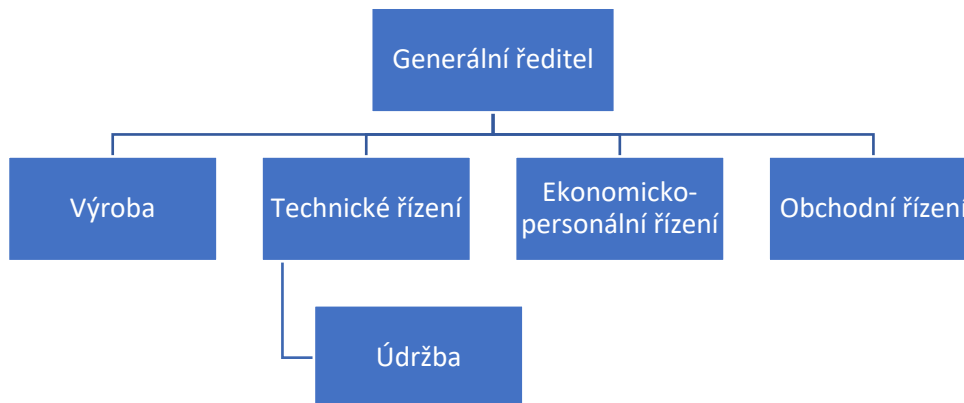 Generální ředitel
Výroba
Technické řízení
Ekonomicko-
personální řízení
Obchodní řízení
Údržba